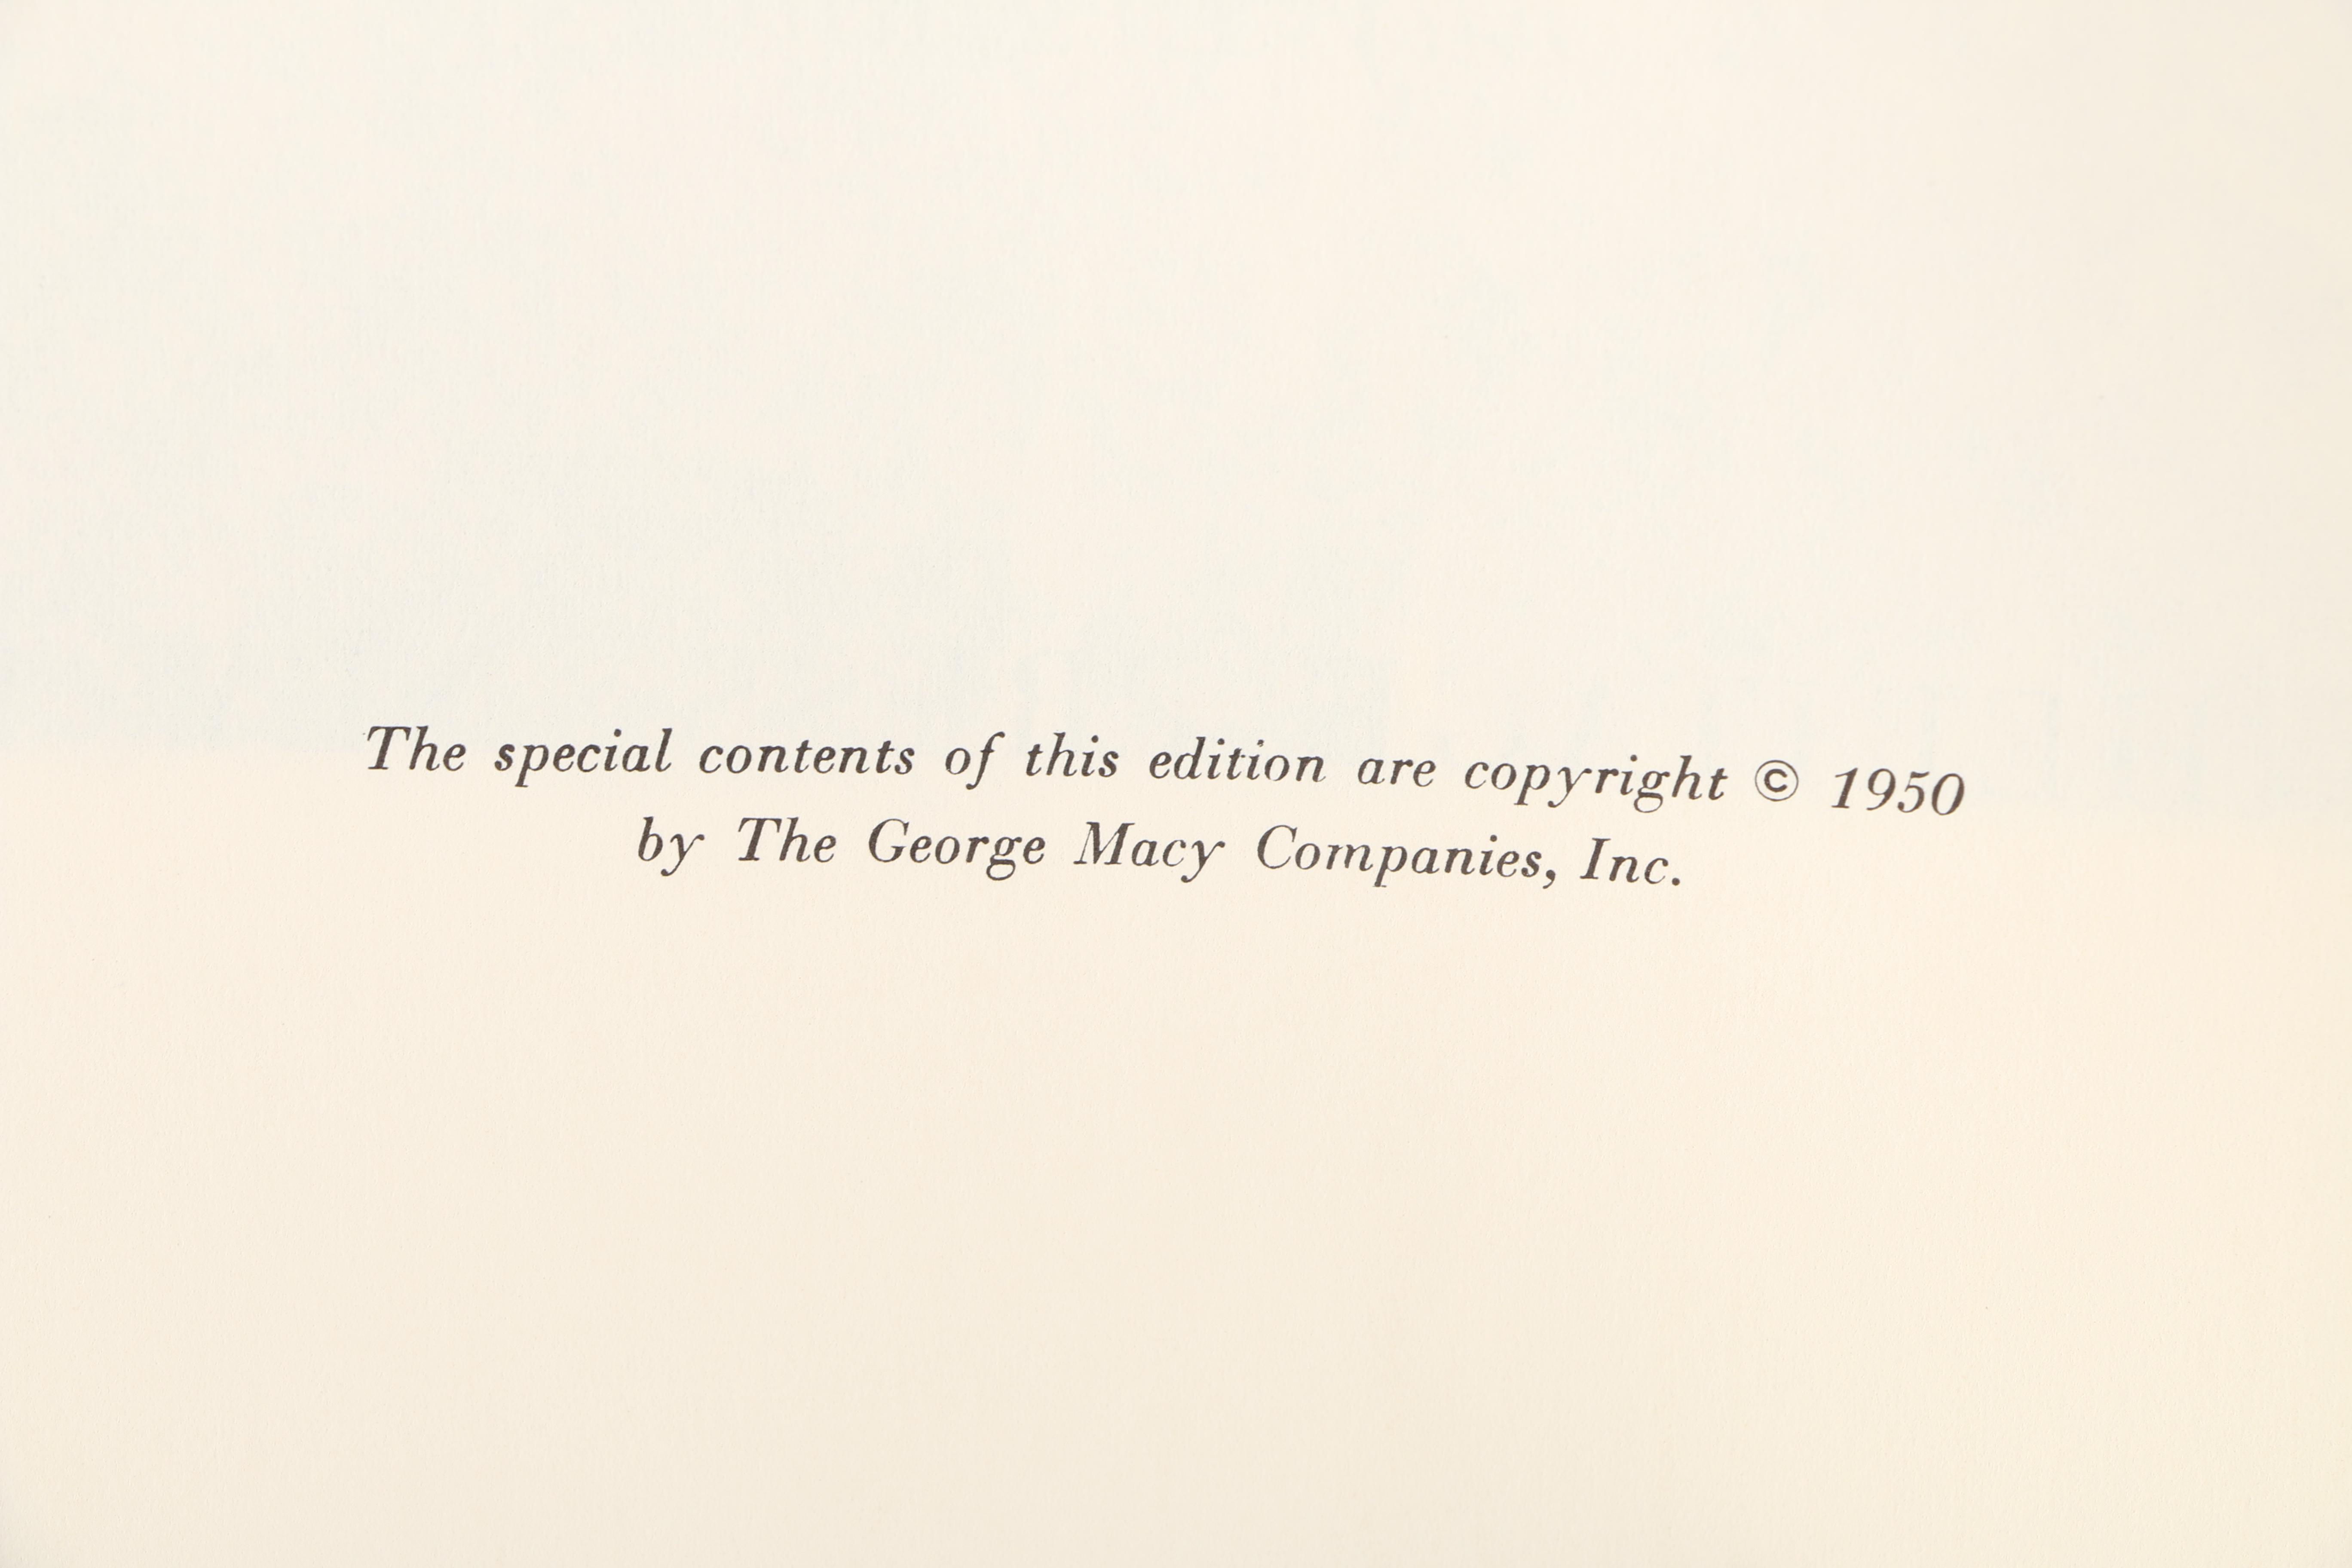 The special contents of this edition are copyright © 1950
by The George Macy Companies, Inc.